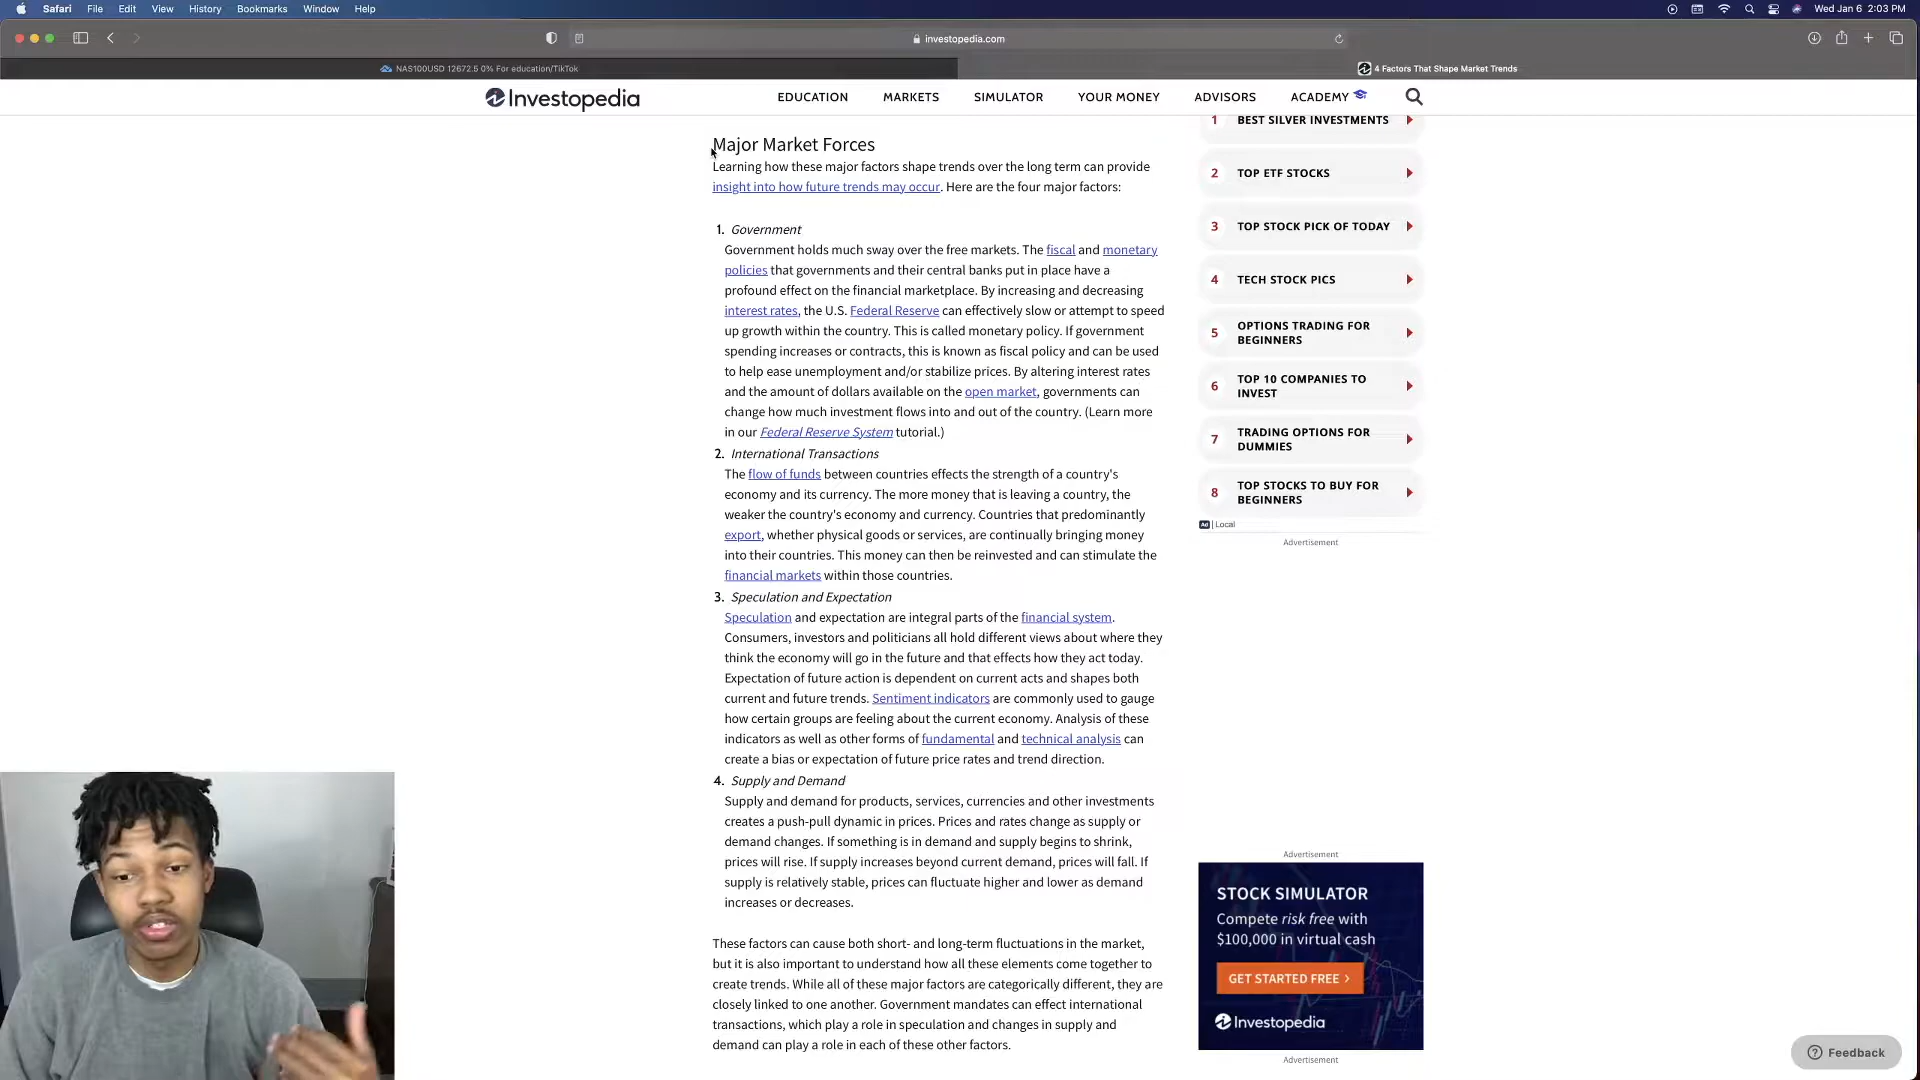 Safari File Edit View History Bookmarks Window Help Wed Jan 6 2:03 PM
investopedia.com
NAS100USD 12672.5 0% For education/TikTok
4 Factors That Shape Market Trends
Investopedia EDUCATION MARKETS SIMULATOR YOUR MONEY ADVISORS ACADEMY
Major Market Forces
Learning how these major factors shape trends over the long term can provide
insight into how future trends may occur. Here are the four major factors:
1. Government
Government holds much sway over the free markets. The fiscal and monetary
policies that governments and their central banks put in place have a
profound effect on the financial marketplace. By increasing and decreasing
interest rates, the U.S. Federal Reserve can effectively slow or attempt to speed
up growth within the country. This is called monetary policy. If government
spending increases or contracts, this is known as fiscal policy and can be used
to help ease unemployment and/or stabilize prices. By altering interest rates
and the amount of dollars available on the open market, governments can
change how much investment flows into and out of the country. (Learn more
in our Federal Reserve System tutorial.)
2. International Transactions
The flow of funds between countries effects the strength of a country's
economy and its currency. The more money that is leaving a country, the
weaker the country's economy and currency. Countries that predominantly
export, whether physical goods or services, are continually bringing money
into their countries. This money can then be reinvested and can stimulate the
financial markets within those countries.
3. Speculation and Expectation
Speculation and expectation are integral parts of the financial system.
Consumers, investors and politicians all hold different views about where they
think the economy will go in the future and that effects how they act today.
Expectation of future action is dependent on current acts and shapes both
current and future trends. Sentiment indicators are commonly used to gauge
how certain groups are feeling about the current economy. Analysis of these
indicators as well as other forms of fundamental and technical analysis can
create a bias or expectation of future price rates and trend direction.
4. Supply and Demand
Supply and demand for products, services, currencies and other investments
creates a push-pull dynamic in prices. Prices and rates change as supply or
demand changes. If something is in demand and supply begins to shrink,
prices will rise. If supply increases beyond current demand, prices will fall. If
supply is relatively stable, prices can fluctuate higher and lower as demand
increases or decreases.
These factors can cause both short- and long-term fluctuations in the market,
but it is also important to understand how all these elements come together to
create trends. While all of these major factors are categorically different, they are
closely linked to one another. Government mandates can effect international
transactions, which play a role in speculation and changes in supply and
demand can play a role in each of these other factors.
1 BEST SILVER INVESTMENTS
2 TOP ETF STOCKS
3 TOP STOCK PICK OF TODAY
4 TECH STOCK PICS
5 OPTIONS TRADING FOR
BEGINNERS
6 TOP 10 COMPANIES TO
INVEST
7 TRADING OPTIONS FOR
DUMMIES
8 TOP STOCKS TO BUY FOR
BEGINNERS
Ad | Local
Advertisement
Advertisement
STOCK SIMULATOR
Compete risk free with
$100,000 in virtual cash
GET STARTED FREE >
Investopedia
Advertisement
Feedback